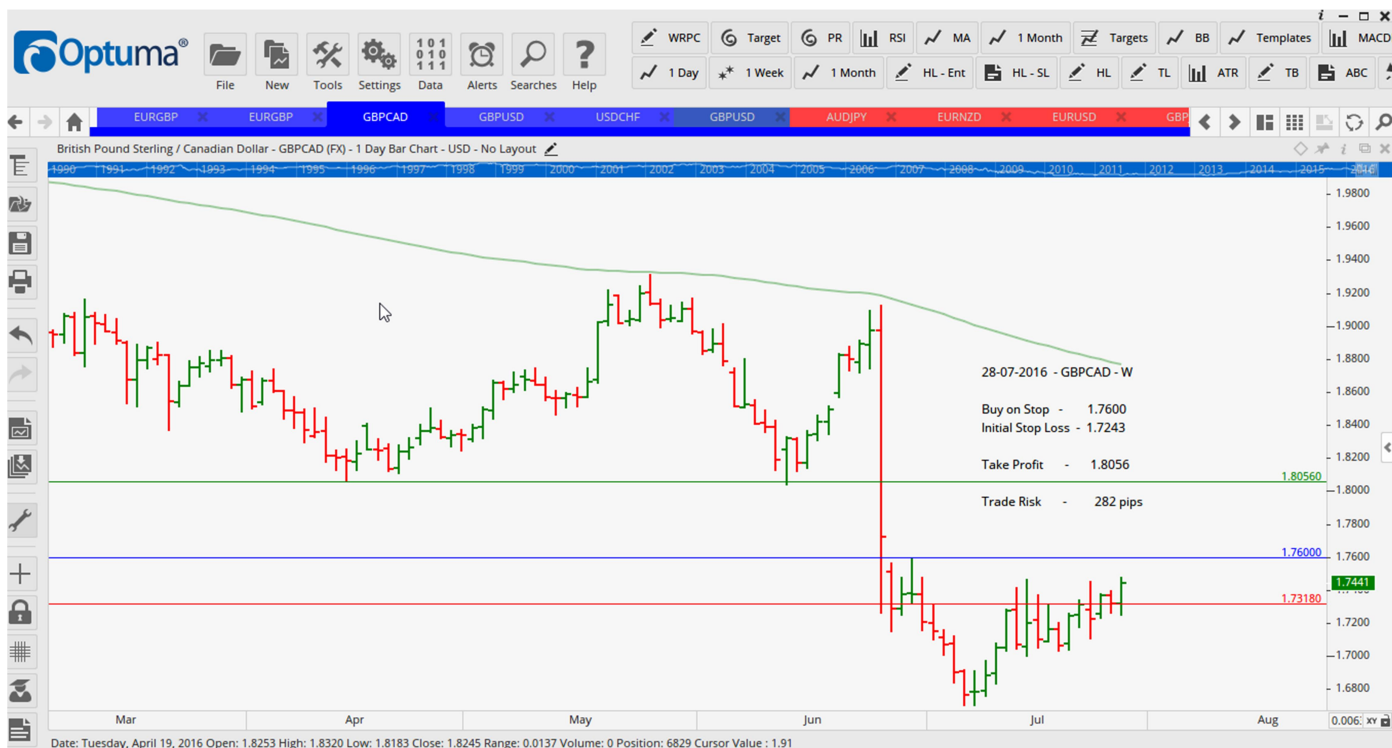 Optuma®
File New Tools Settings Data Alerts Searches Help
WRPC Target PR RSI MA 1 Month Targets BB Templates MACD
1 Day 1 Week 1 Month HL - Ent HL - SL HL TL ATR TB ABC
EURGBP EURGBP GBPCAD GBPUSD USDCHF GBPUSD AUDJPY EURNZD EURUSD GBP
British Pound Sterling / Canadian Dollar - GBPCAD (FX) - 1 Day Bar Chart - USD - No Layout
1990 1991 1992 1993 1994 1995 1996 1997 1998 1999 2000 2001 2002 2003 2004 2005 2006 2007 2008 2009 2010 2011 2012 2013 2014 2015 2016
1.9800
1.9600
1.9400
1.9200
1.9000
1.8800
28-07-2016 - GBPCAD - W
1.8600
Buy on Stop - 1.7600
Initial Stop Loss - 1.7243
1.8400
1.8200
Take Profit - 1.8056
1.80560
1.8000
Trade Risk - 282 pips
1.7800
1.76000
1.7600
1.7441
1.73180
1.7200
1.7000
1.6800
Mar Apr May Jun Jul Aug
XY
Date: Tuesday, April 19, 2016 Open: 1.8253 High: 1.8320 Low: 1.8183 Close: 1.8245 Range: 0.0137 Volume: 0 Position: 6829 Cursor Value : 1.91